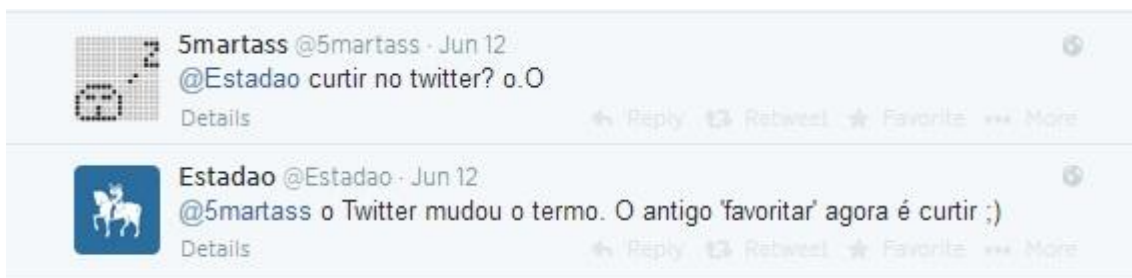 5martass @5martass · Jun 12
@Estadao curtir no twitter? o.O
Details Reply Retweet Favorite More
Estadao @Estadao · Jun 12
@5martass o Twitter mudou o termo. O antigo 'favoritar' agora é curtir ;)
Details Reply Retweet Favorite More